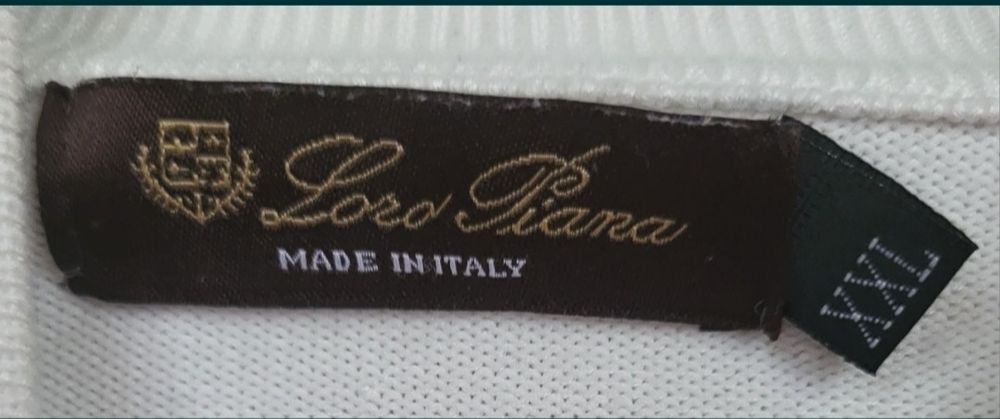 Loro Piana
MADE IN ITALY
XXL